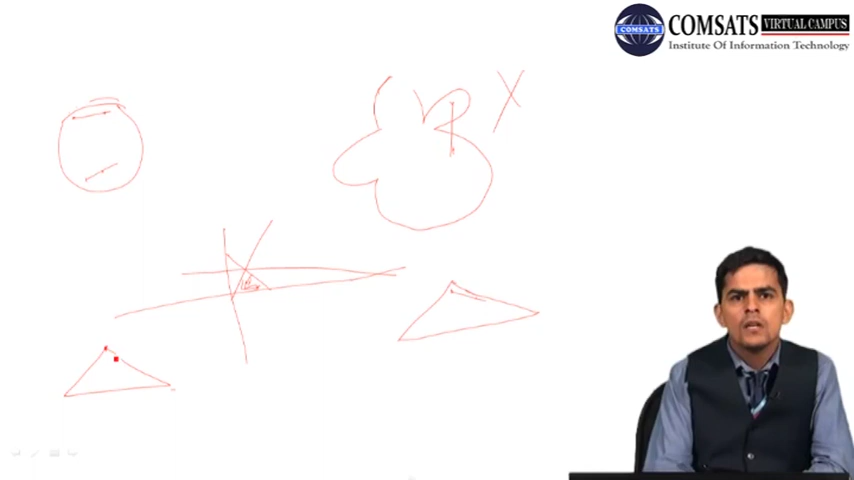 COMSATS
COMSATS VIRTUAL CAMPUS
Institute Of Information Technology
X